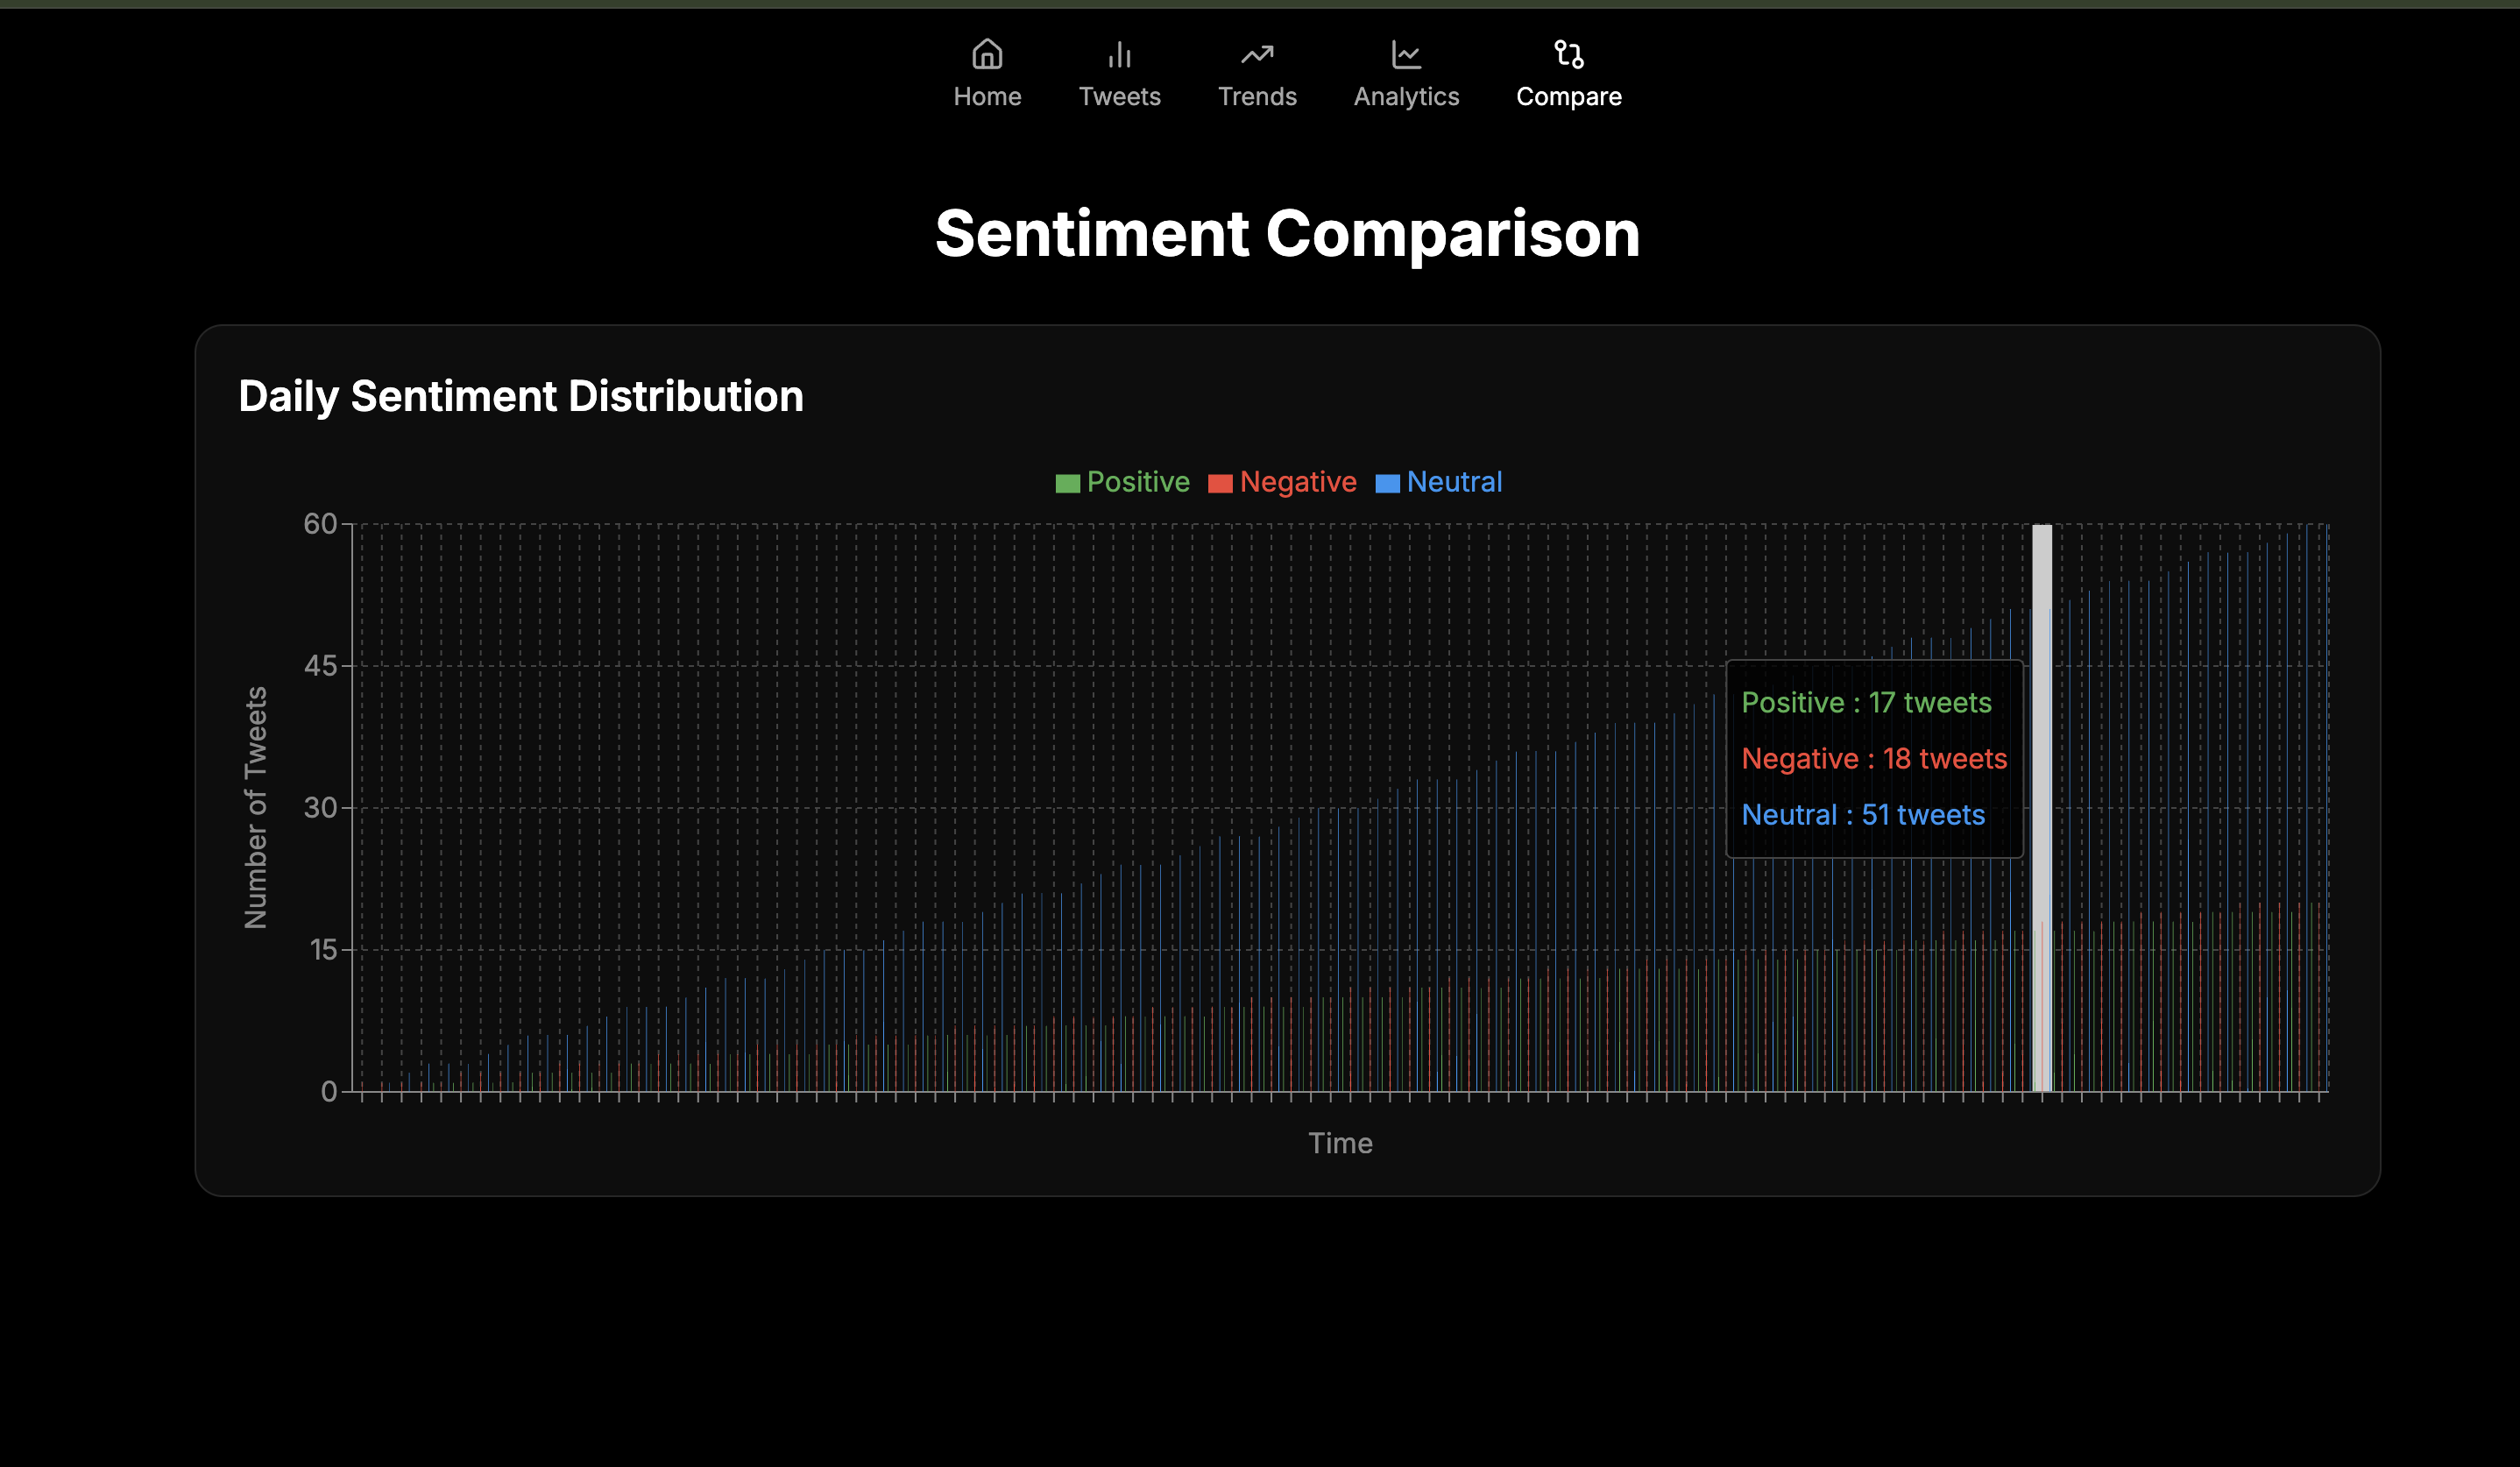 Home Tweets Trends Analytics Compare
Sentiment Comparison
Daily Sentiment Distribution
Positive Negative Neutral
60
45
30
15
0
Number of Tweets
Positive : 17 tweets
Negative : 18 tweets
Neutral : 51 tweets
Time